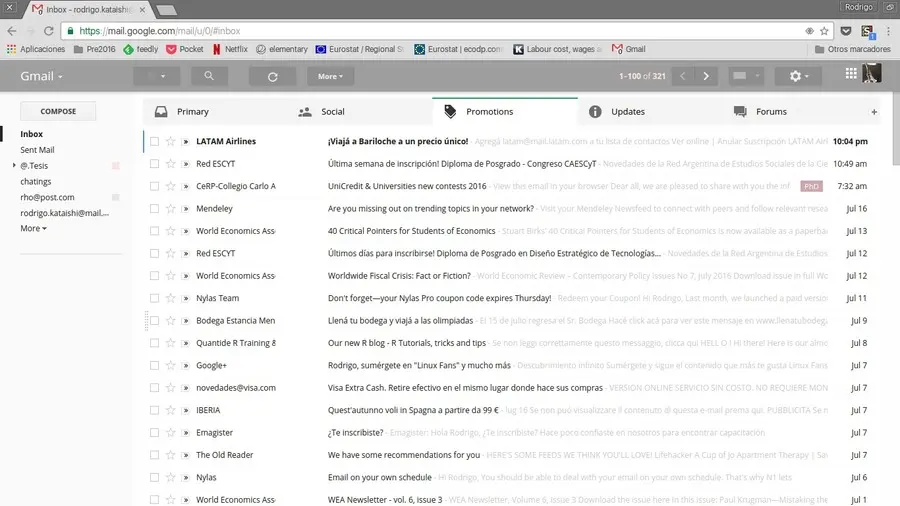 Inbox - rodrigo.kataishi@
Rodrigo
https://mail.google.com/mail/u/0/#inbox
Aplicaciones Pre2016 feedly Pocket Netflix elementary Eurostat / Regional S Eurostat | ecodp.com Labour cost, wages a Gmail Otros marcadores
Gmail More 1-100 of 321
COMPOSE
Inbox
Sent Mail
@.Tesis
chatings
rho@post.com
rodrigo.kataishi@mail....
More
Primary Social Promotions Updates Forums +
LATAM Airlines ¡Viajá a Bariloche a un precio único! - Agregá latam@mail.latam.com a tu lista de contactos Ver online | Anular Suscripción LATAM Air 10:04 pm
Red ESCYT Última semana de inscripción! Diploma de Posgrado - Congreso CAESCyT - Novedades de la Red Argentina de Estudios Sociales de la Cie 10:49 am
CeRP-Collegio Carlo A UniCredit & Universities new contests 2016 - View this email in your browser Dear all, we are pleased to share with you the inf PhD 7:32 am
Mendeley Are you missing out on trending topics in your network? - Visit your Mendeley Newsfeed to connect with peers and follow relevant resea Jul 16
World Economics Ass 40 Critical Pointers for Students of Economics - Stuart Birks' 40 Critical Pointers for Students of Economics is now available as a paperba Jul 13
Red ESCYT Últimos días para inscribirse! Diploma de Posgrado en Diseño Estratégico de Tecnologías... - Novedades de la Red Argentina de Estudios Jul 12
World Economics Ass Worldwide Fiscal Crisis: Fact or Fiction? - World Economic Review – Contemporary Policy Issues No 7, July 2016 Download issue in full Wo Jul 12
Nylas Team Don't forget—your Nylas Pro coupon code expires Thursday! - Redeem your Coupon! Hi Rodrigo, Last month, we launched a paid version Jul 11
Bodega Estancia Men Llená tu bodega y viajá a las olimpiadas - El 15 de julio regresa el Sr. Bodega Hacé click acá para ver este mensaje en www.llenatubodega Jul 9
Quantide R Training & Our new R blog - R Tutorials, tricks and tips - Se non leggi correttamente questo messaggio, clicca qui HELL O ! Hi there! Here is our almo Jul 8
Google+ Rodrigo, sumérgete en "Linux Fans" y mucho más - Descubrimiento infinito Sumérgete y sigue el contenido que más te gusta Linux Fans Jul 7
novedades@visa.com Visa Extra Cash. Retire efectivo en el mismo lugar donde hace sus compras - VERSION ONLINE SERVICIO SIN COSTO. NO REQUIERE MON Jul 7
IBERIA Quest'autunno voli in Spagna a partire da 99 € - lug 16 Se non puó visualizzare il contenuto di questa e-mail prema qui. PUBBLICITA Se n Jul 7
Emagister ¿Te inscribiste? - Emagister: Hola Rodrigo, ¿Te inscribiste? Hace poco confiaste en nosotros para encontrar capacitación Jul 7
The Old Reader We have some recommendations for you - HERE'S SOME FEEDS WE THINK YOU'LL LOVE! Lifehacker A Cup of Jo Apartment Therapy | Sav Jul 7
Nylas Email on your own schedule - Hi Rodrigo, You should be able to deal with your email on your own schedule. That's why N1 lets Jul 6
World Economics Ass WEA Newsletter - vol. 6, issue 3 - WEA Newsletter, Volume 6, Issue 3 Download the issue here In this issue: Paul Krugman—Mistaking the Jul 1